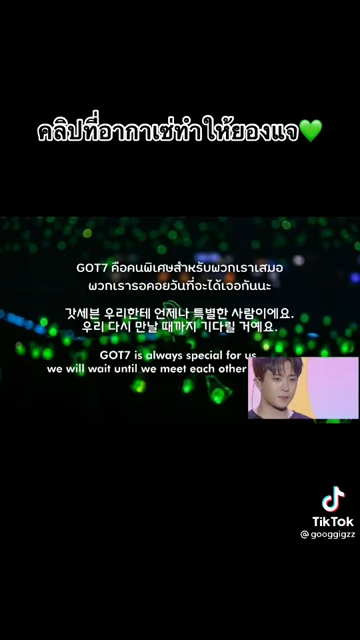 คลิปที่อากาเซ่ทำให้ยองแจ💚
GOT7 คือคนพิเศษสำหรับพวกเราเสมอ
พวกเรารอคอยวันที่จะได้เจอกันนะ
갓세븐 우리한테 언제나 특별한 사람이에요.
우리 다시 만날 때까지 기다릴 거예요.
GOT7 is always special for us
we will wait until we meet each other
TikTok
@googgigzz